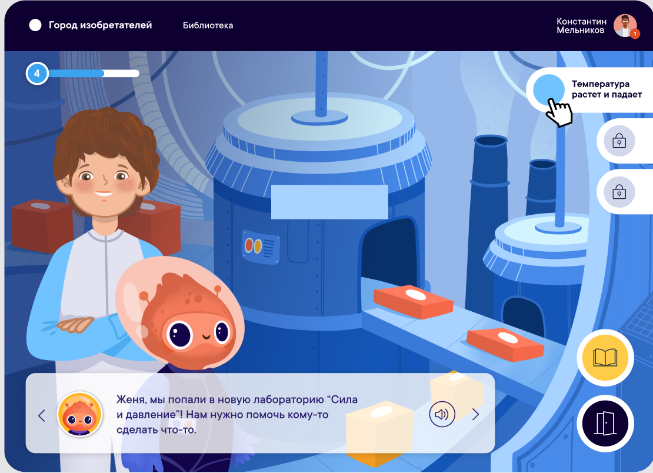 Город изобретателей
Библиотека
Константин
Мельников
1
4
Температура
растет и падает
Женя, мы попали в новую лабораторию “Сила
и давление”! Нам нужно помочь кому-то
сделать что-то.